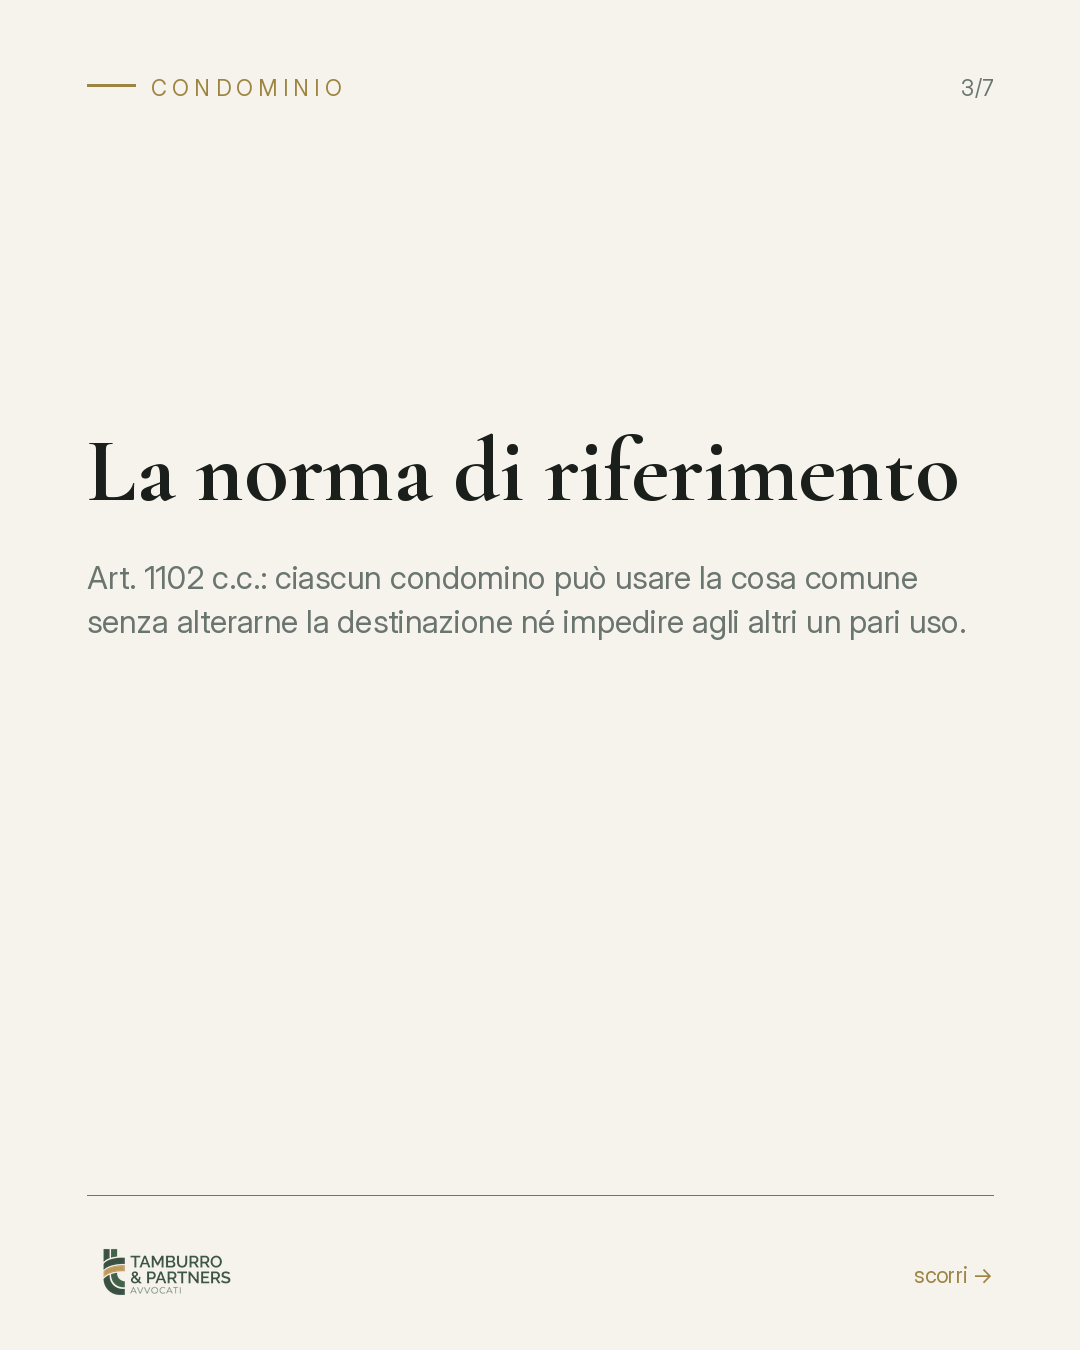 CONDOMINIO
3/7
La norma di riferimento
Art. 1102 c.c.: ciascun condomino può usare la cosa comune
senza alterarne la destinazione né impedire agli altri un pari uso.
TAMBURRO
& PARTNERS
AVVOCATI
scorri →